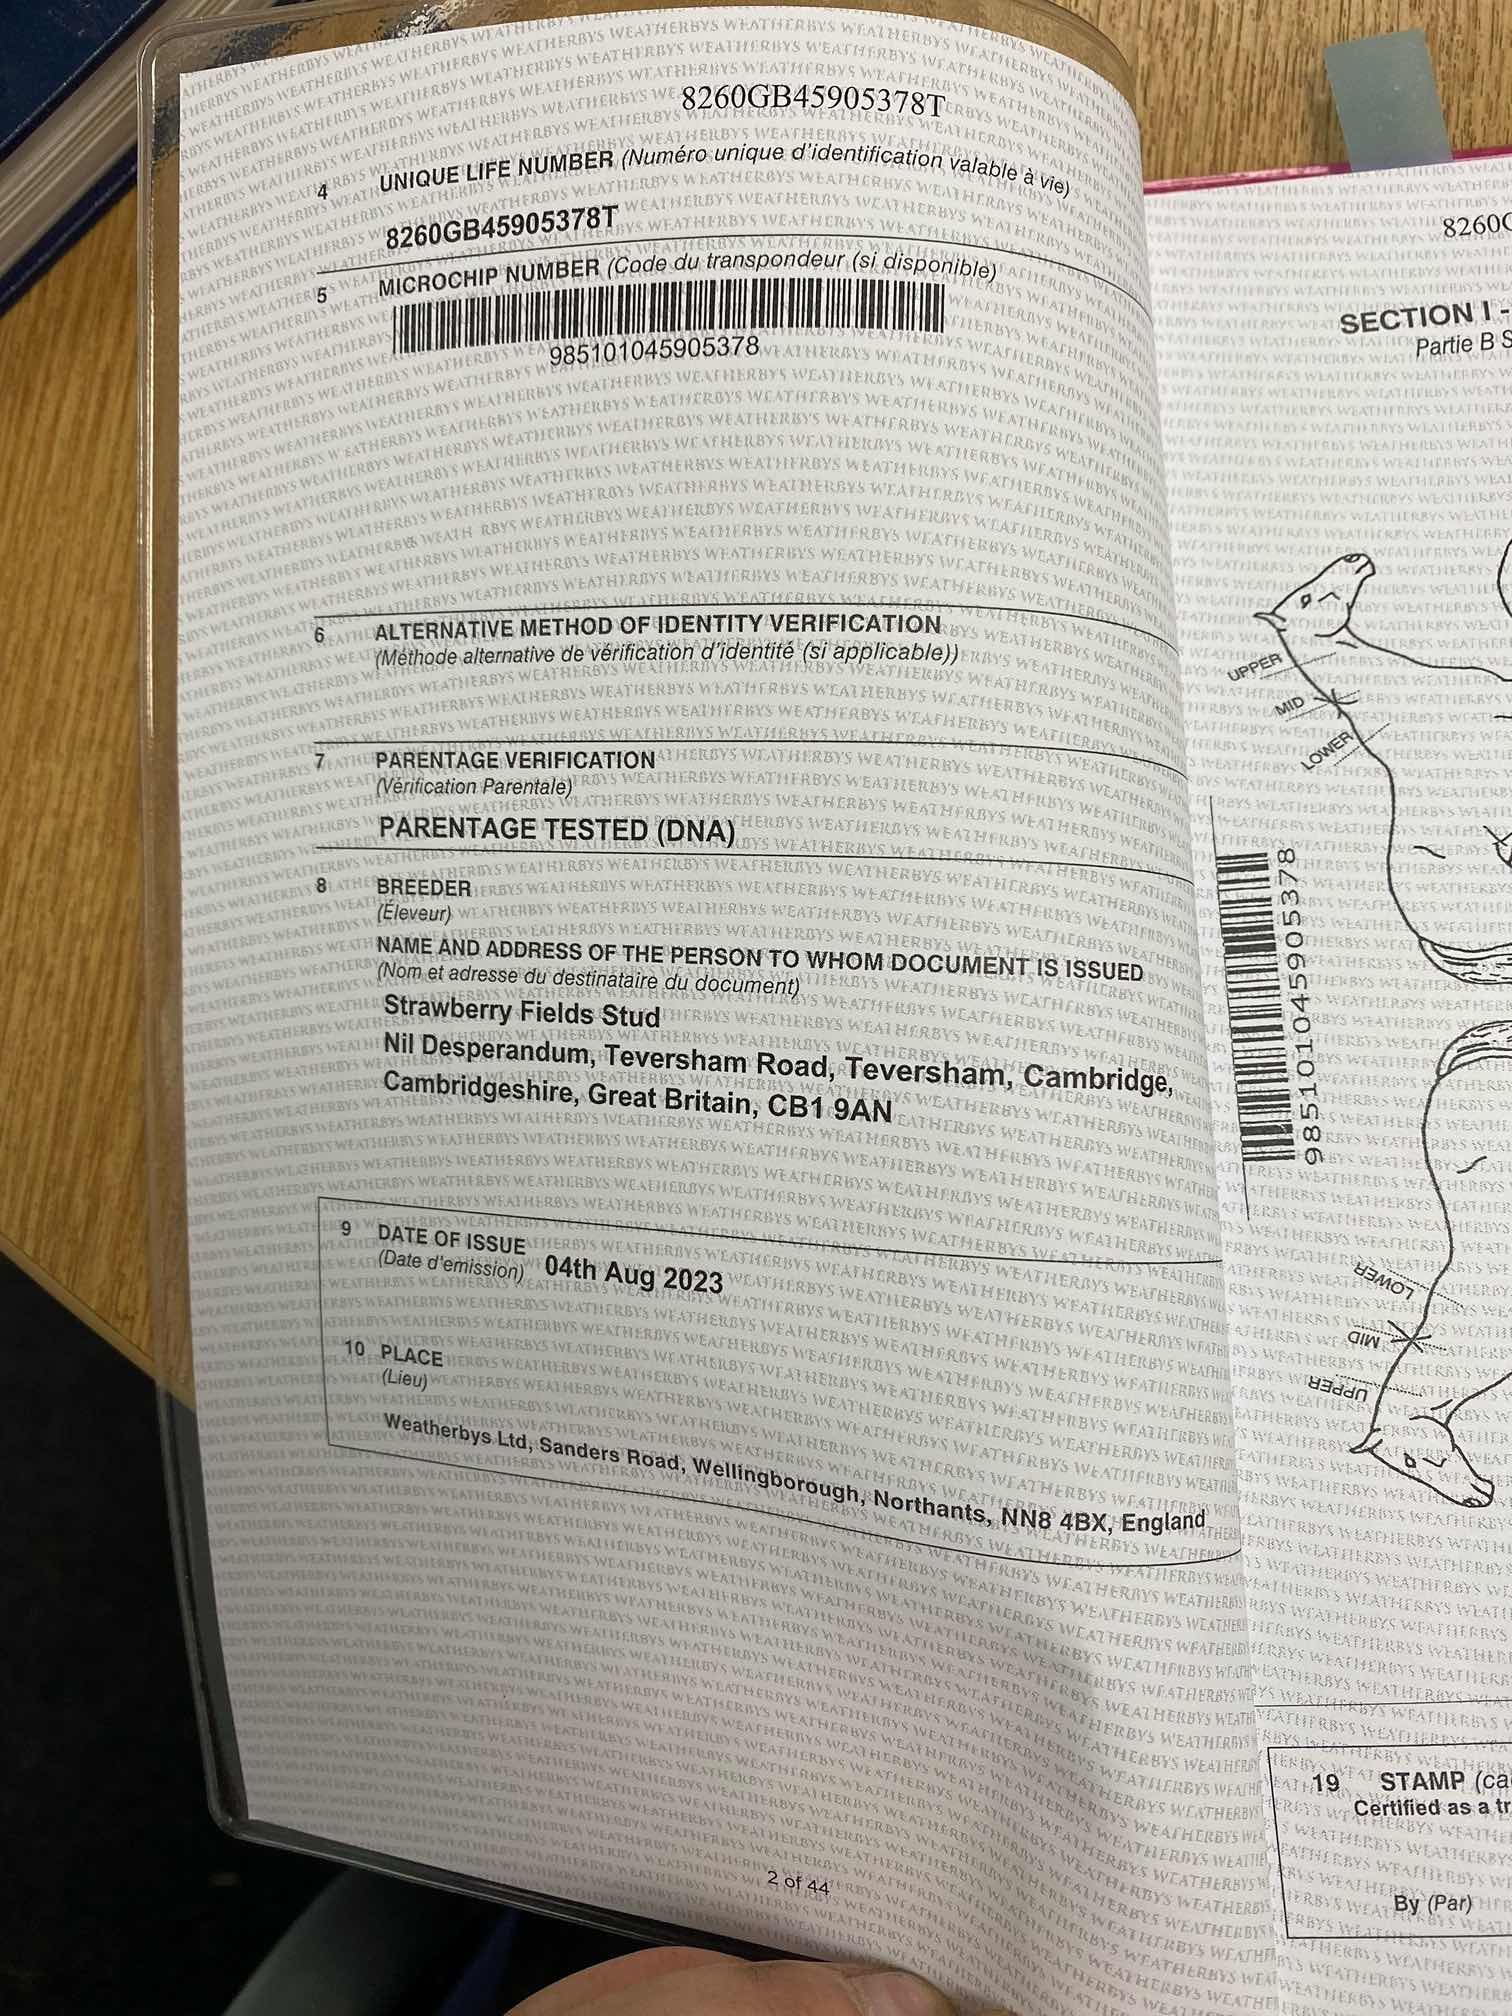 8260GB45905378T
4 UNIQUE LIFE NUMBER (Numéro unique d'identification valable à vie)
8260GB45905378T
5 MICROCHIP NUMBER (Code du transpondeur (si disponible)
985101045905378
6 ALTERNATIVE METHOD OF IDENTITY VERIFICATION
(Méthode alternative de vérification d'identité (si applicable))
7 PARENTAGE VERIFICATION
(Vérification Parentale)
PARENTAGE TESTED (DNA)
8 BREEDER
(Éleveur)
NAME AND ADDRESS OF THE PERSON TO WHOM DOCUMENT IS ISSUED
(Nom et adresse du destinataire du document)
Strawberry Fields Stud
Nil Desperandum, Teversham Road, Teversham, Cambridge,
Cambridgeshire, Great Britain, CB1 9AN
9 DATE OF ISSUE
(Date d'emission) 04th Aug 2023
10 PLACE
(Lieu)
Weatherbys Ltd, Sanders Road, Wellingborough, Northants, NN8 4BX, England
2 of 44
8260G
SECTION I -
Partie B S
UPPER
MID
LOWER
985101045905378
LOWER
MID
UPPER
19 STAMP (ca
Certified as a tr
By (Par)